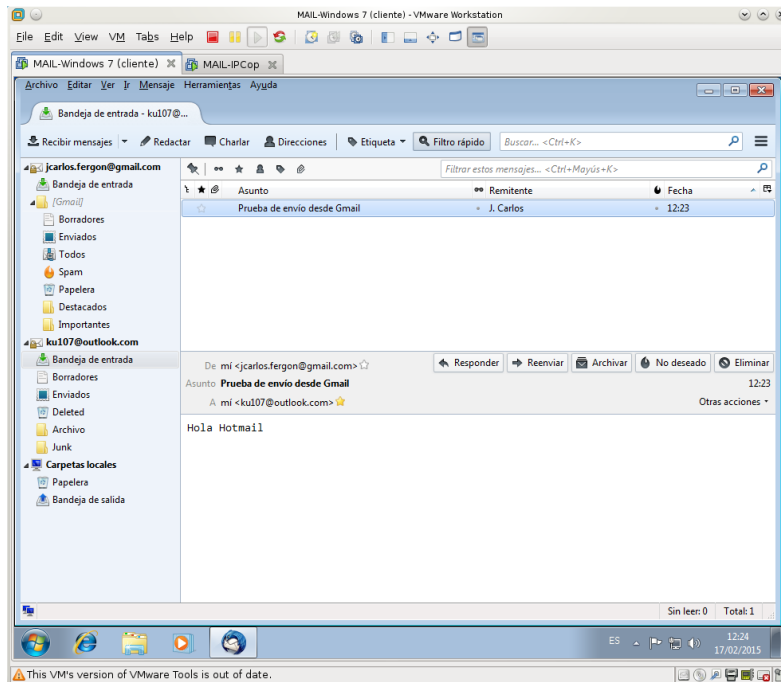 MAIL-Windows 7 (cliente) - VMware Workstation
File Edit View VM Tabs Help
MAIL-Windows 7 (cliente) MAIL-IPCop
Archivo Editar Ver Ir Mensaje Herramientas Ayuda
Bandeja de entrada - ku107@...
Recibir mensajes Redactar Charlar Direcciones Etiqueta Filtro rápido Buscar... <Ctrl+K>
jcarlos.fergon@gmail.com
Bandeja de entrada
[Gmail]
Borradores
Enviados
Todos
Spam
Papelera
Destacados
Importantes
ku107@outlook.com
Bandeja de entrada
Borradores
Enviados
Deleted
Archivo
Junk
Carpetas locales
Papelera
Bandeja de salida
Filtrar estos mensajes... <Ctrl+Mayús+K>
Asunto Remitente Fecha
Prueba de envío desde Gmail J. Carlos 12:23
De mí <jcarlos.fergon@gmail.com> Responder Reenviar Archivar No deseado Eliminar
Asunto Prueba de envío desde Gmail 12:23
A mí <ku107@outlook.com> Otras acciones
Hola Hotmail
Sin leer: 0 Total: 1
ES 12:24
17/02/2015
This VM's version of VMware Tools is out of date.